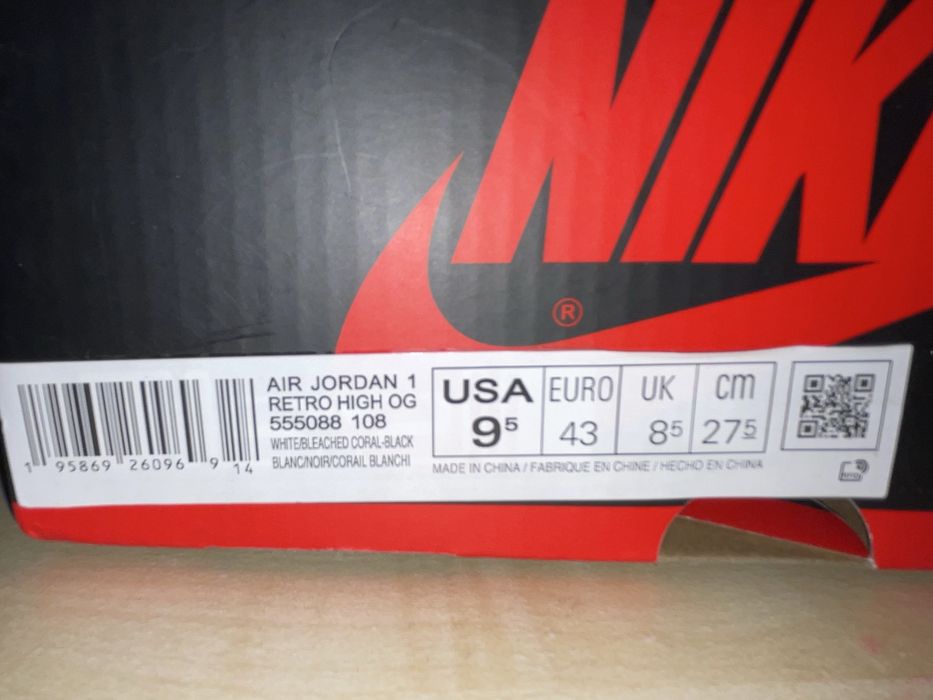 NIK
®
AIR JORDAN 1
RETRO HIGH OG
555088 108
WHITE/BLEACHED CORAL-BLACK
BLANC/NOIR/CORAIL BLANCHI
1 95869 26096 9 14
USA EURO UK cm
9⁵ 43 8⁵ 27⁵
MADE IN CHINA / FABRIQUE EN CHINE / HECHO EN CHINA